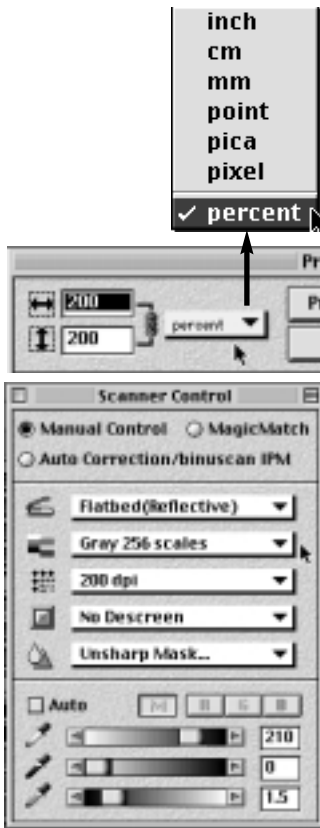 inch
cm
mm
point
pica
pixel
✓ percent
Pr
200
percent
P
200
Scanner Control
Manual Control MagicMatch
Auto Correction/binuscan IPM
Flatbed(Reflective)
Gray 256 scales
200 dpi
No Descreen
Unsharp Mask...
Auto M R G B
210
0
1.5